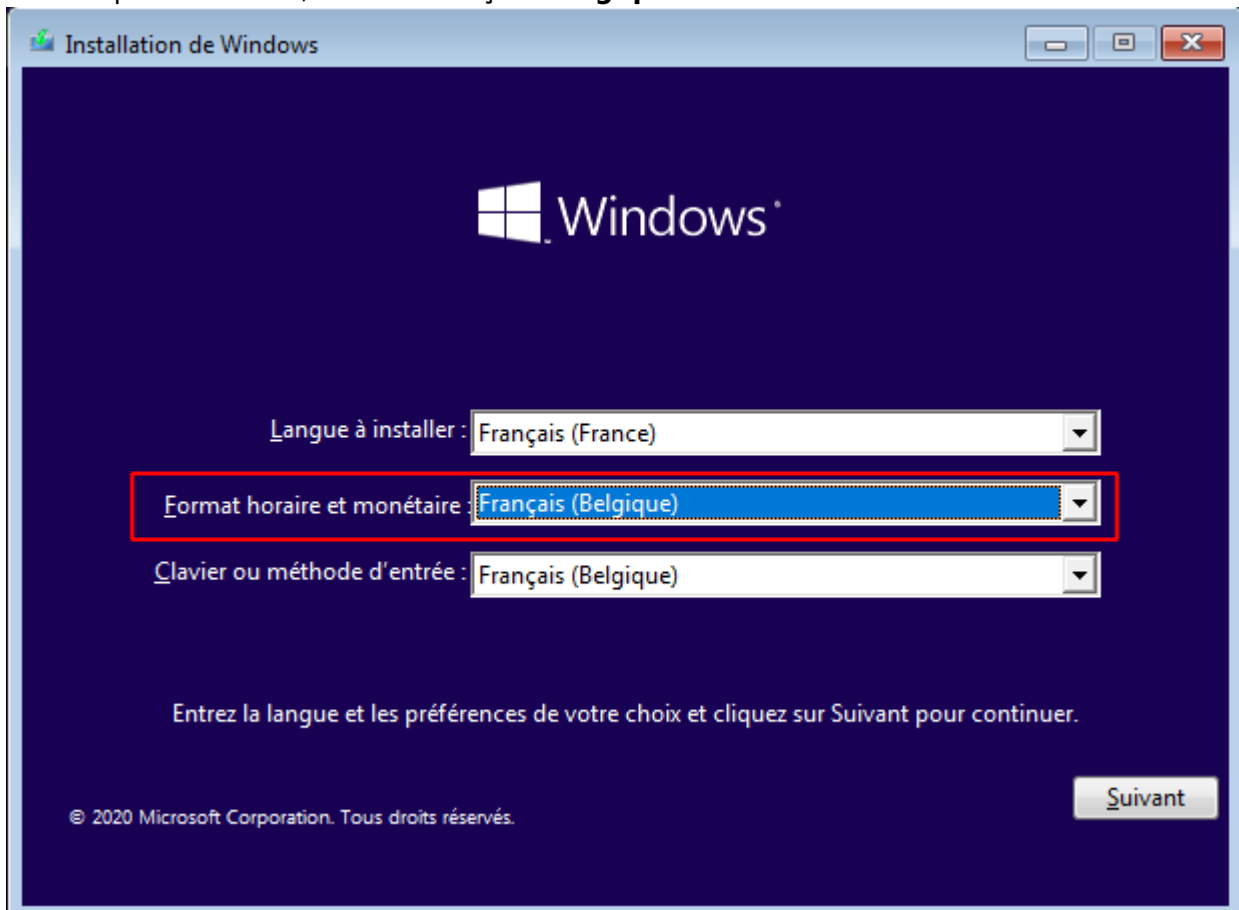 Installation de Windows
Windows
Langue à installer : Français (France)
Format horaire et monétaire : Français (Belgique)
Clavier ou méthode d'entrée : Français (Belgique)
Entrez la langue et les préférences de votre choix et cliquez sur Suivant pour continuer.
Suivant
© 2020 Microsoft Corporation. Tous droits réservés.